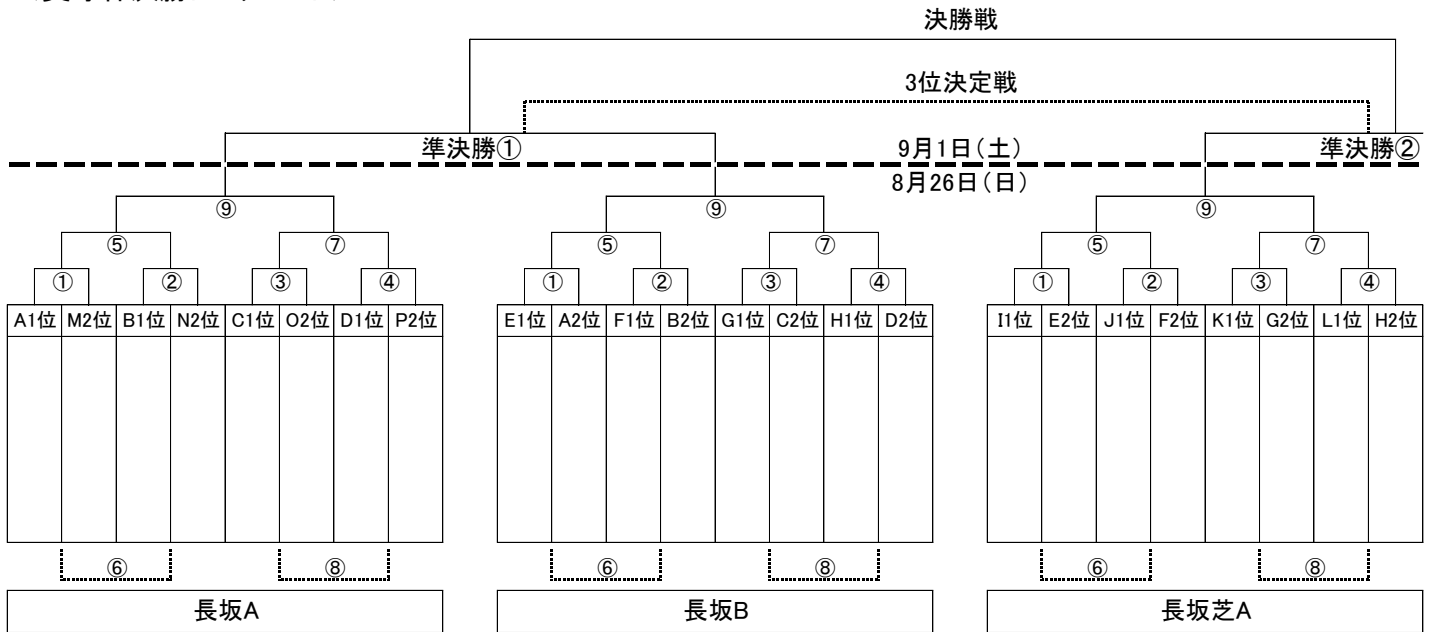 決勝戦
3位決定戦
準決勝① 9月1日(土) 準決勝②
8月26日(日)
⑨ ⑨ ⑨
⑤ ⑦ ⑤ ⑦ ⑤ ⑦
① ② ③ ④ ① ② ③ ④ ① ② ③ ④
A1位 M2位 B1位 N2位 C1位 O2位 D1位 P2位 E1位 A2位 F1位 B2位 G1位 C2位 H1位 D2位 I1位 E2位 J1位 F2位 K1位 G2位 L1位 H2位
⑥ ⑧ ⑥ ⑧ ⑥ ⑧
長坂A 長坂B 長坂芝A